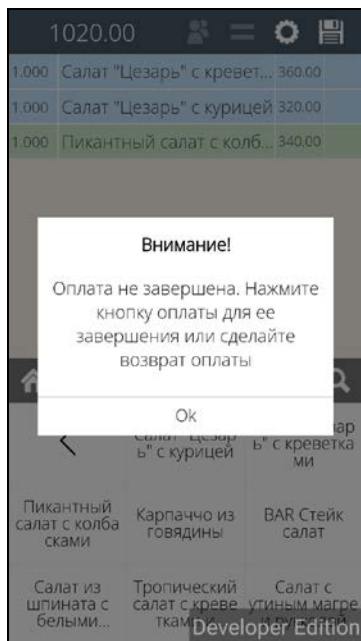 1020.00
1.000 Салат "Цезарь" с кревет... 360.00
1.000 Салат "Цезарь" с курицей 320.00
1.000 Пикантный салат с колб... 340.00
Внимание!
Оплата не завершена. Нажмите
кнопку оплаты для ее
завершения или сделайте
возврат оплаты
Ok
ь" с курицей
ь" с креветка
ми
Пикантный
салат с колба
сками
Карпаччо из
говядины
BAR Стейк
салат
Салат из
шпината с
белыми...
Тропический
салат с креве
Салат с
утиным магре
Developer Edition